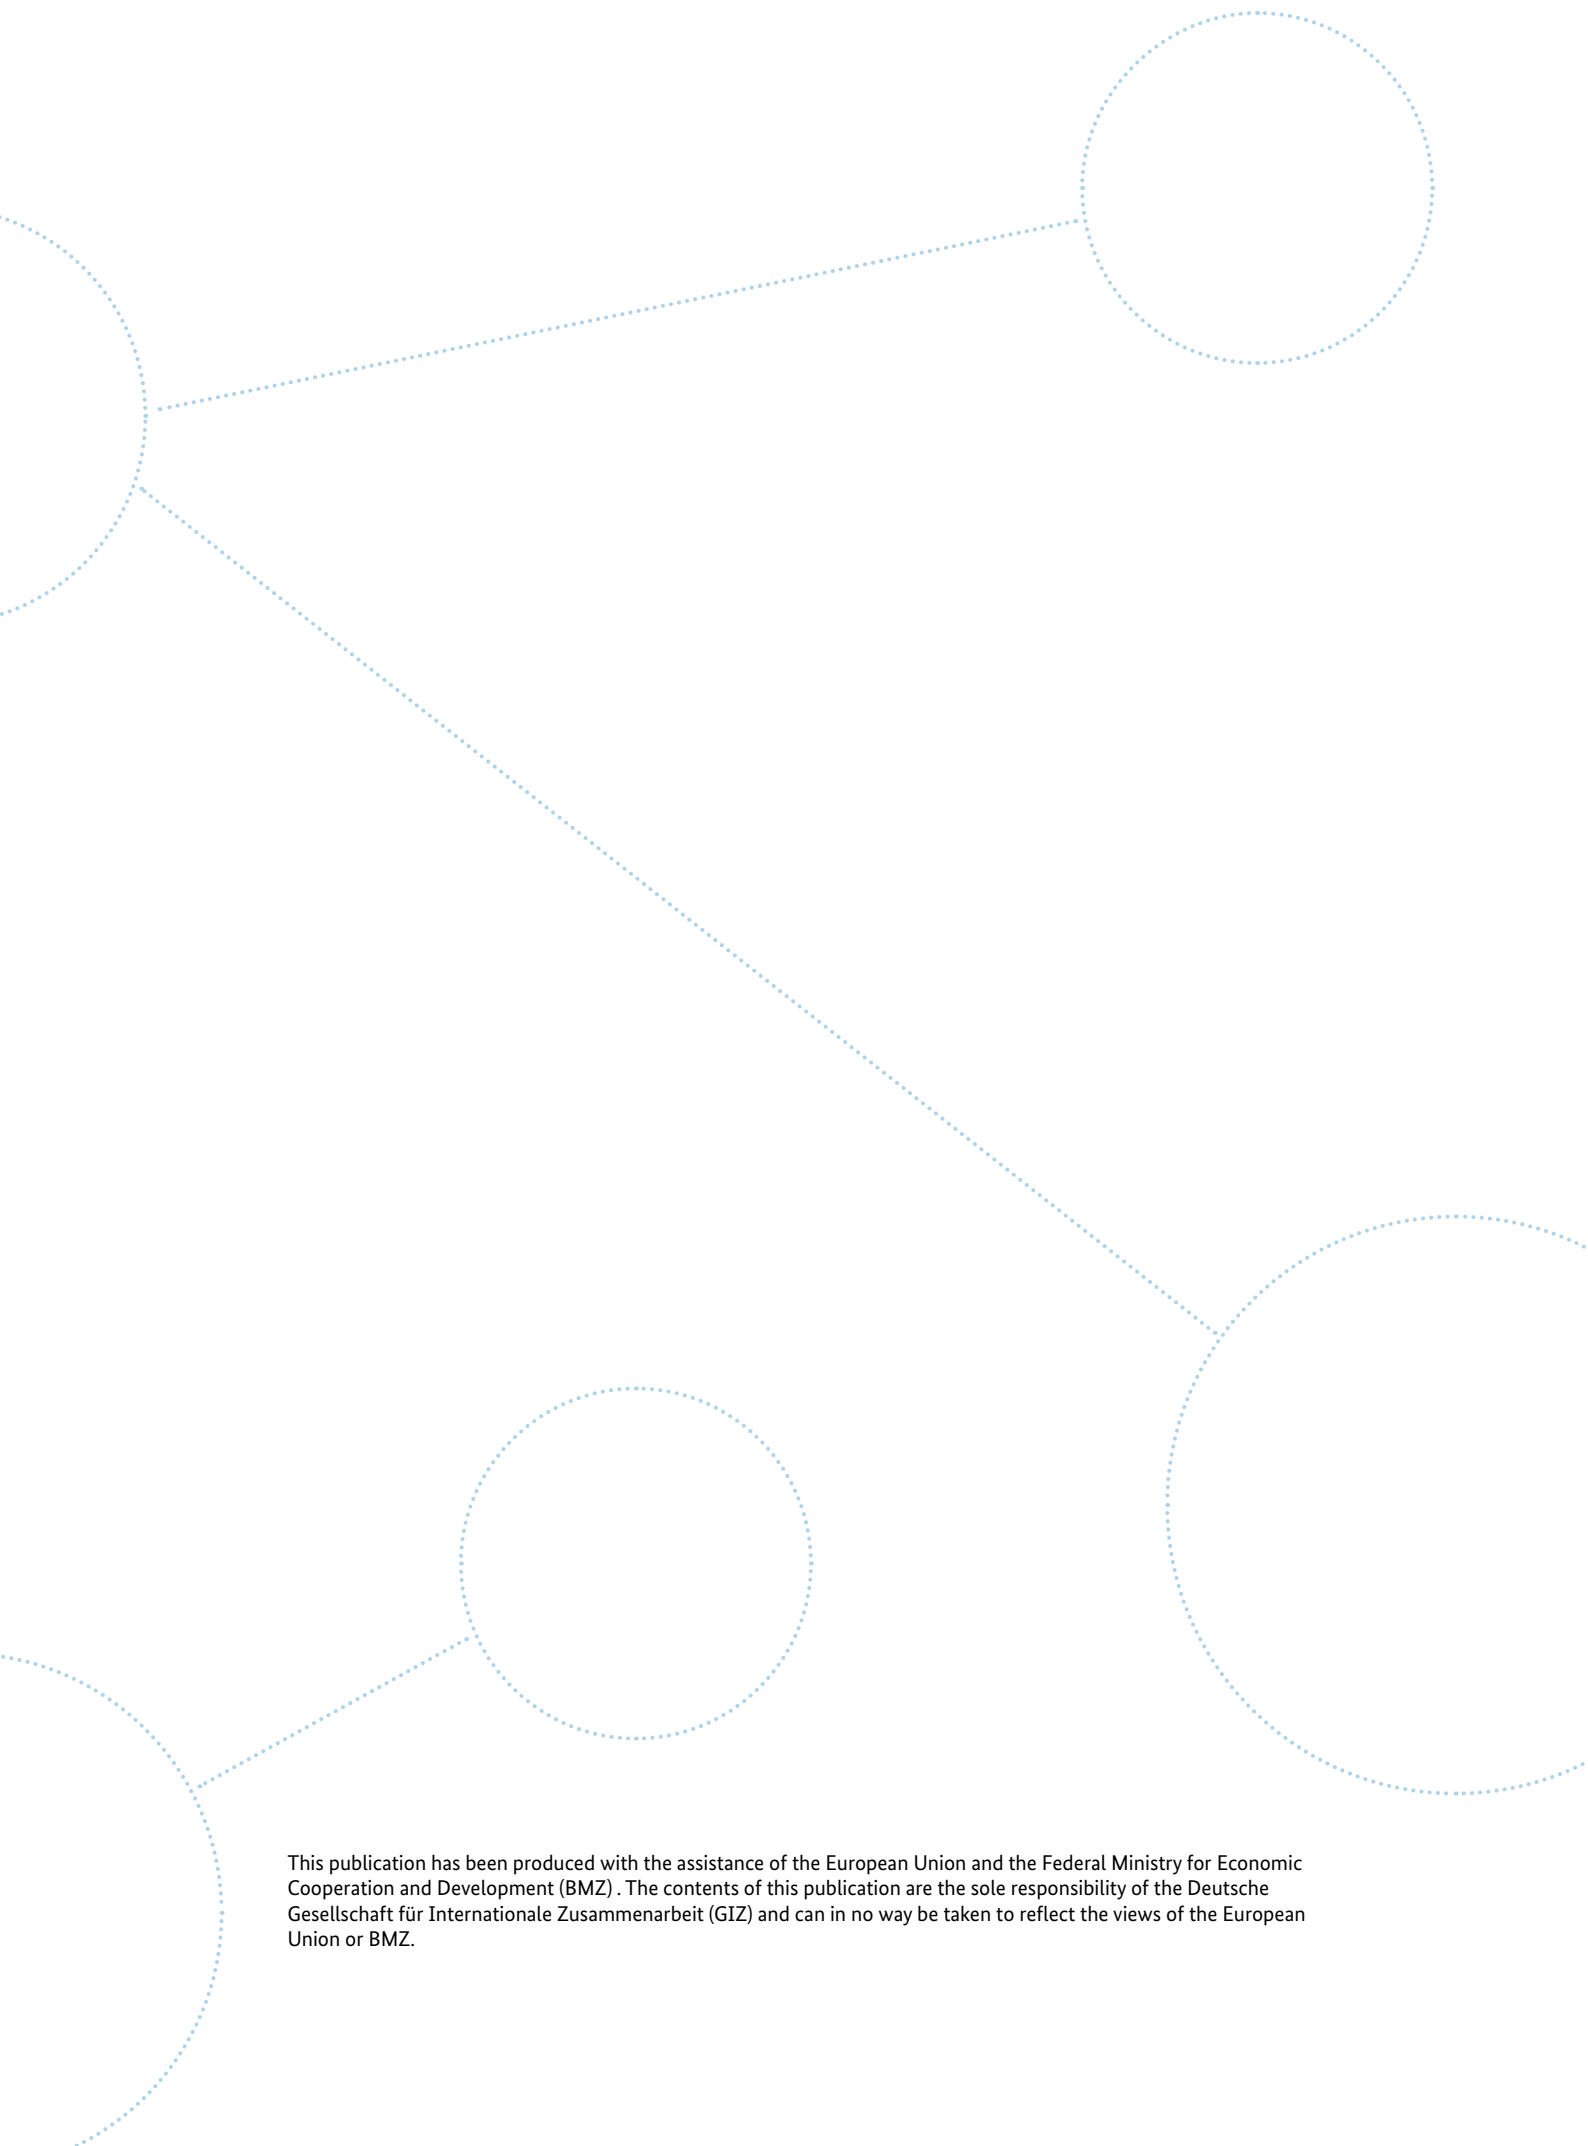 This publication has been produced with the assistance of the European Union and the Federal Ministry for Economic
Cooperation and Development (BMZ) . The contents of this publication are the sole responsibility of the Deutsche
Gesellschaft für Internationale Zusammenarbeit (GIZ) and can in no way be taken to reflect the views of the European
Union or BMZ.